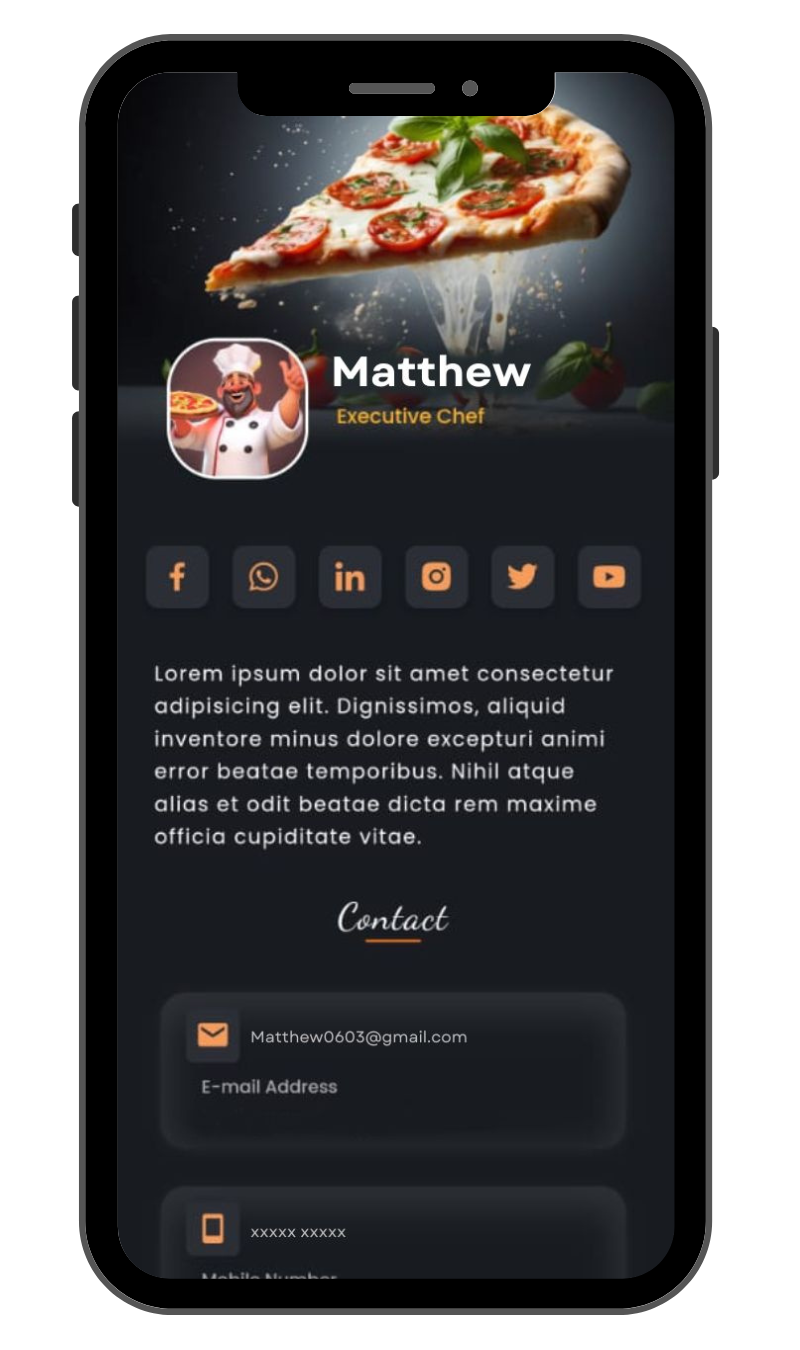 Matthew
Executive Chef
Lorem ipsum dolor sit amet consectetur
adipisicing elit. Dignissimos, aliquid
inventore minus dolore excepturi animi
error beatae temporibus. Nihil atque
alias et odit beatae dicta rem maxime
officia cupiditate vitae.
Contact
Matthew0603@gmail.com
E-mail Address
xxxxx xxxxx
Mobile Number